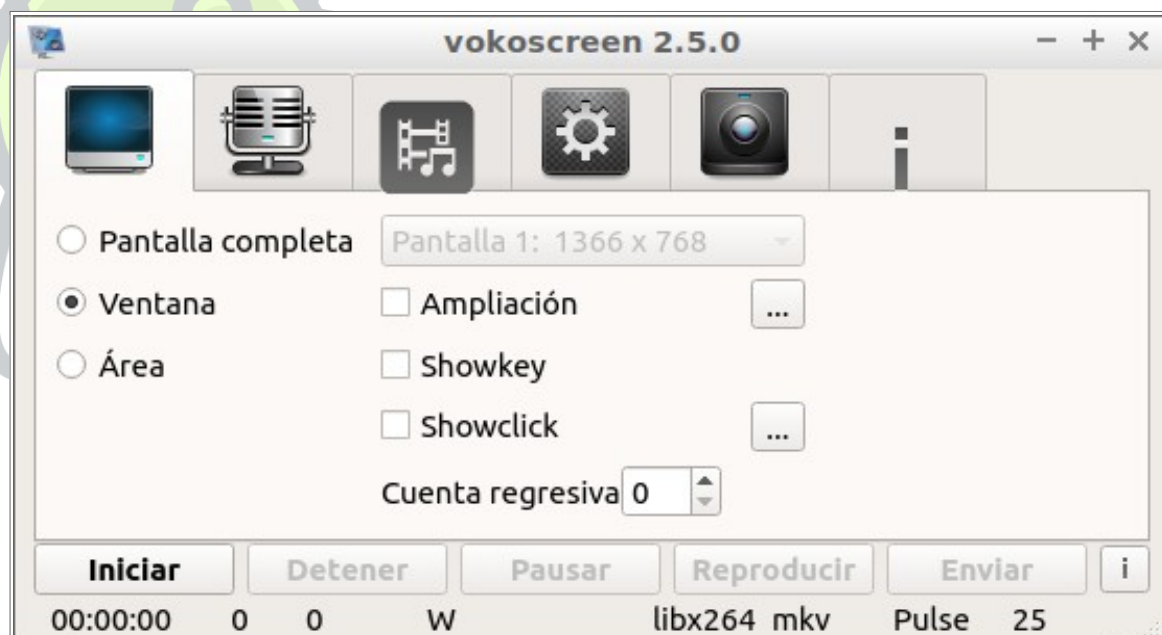 vokoscreen 2.5.0
i
Pantalla completa Pantalla 1: 1366 x 768
Ventana Ampliación ...
Área Showkey
Showclick ...
Cuenta regresiva 0
Iniciar Detener Pausar Reproducir Enviar i
00:00:00 0 0 W libx264 mkv Pulse 25